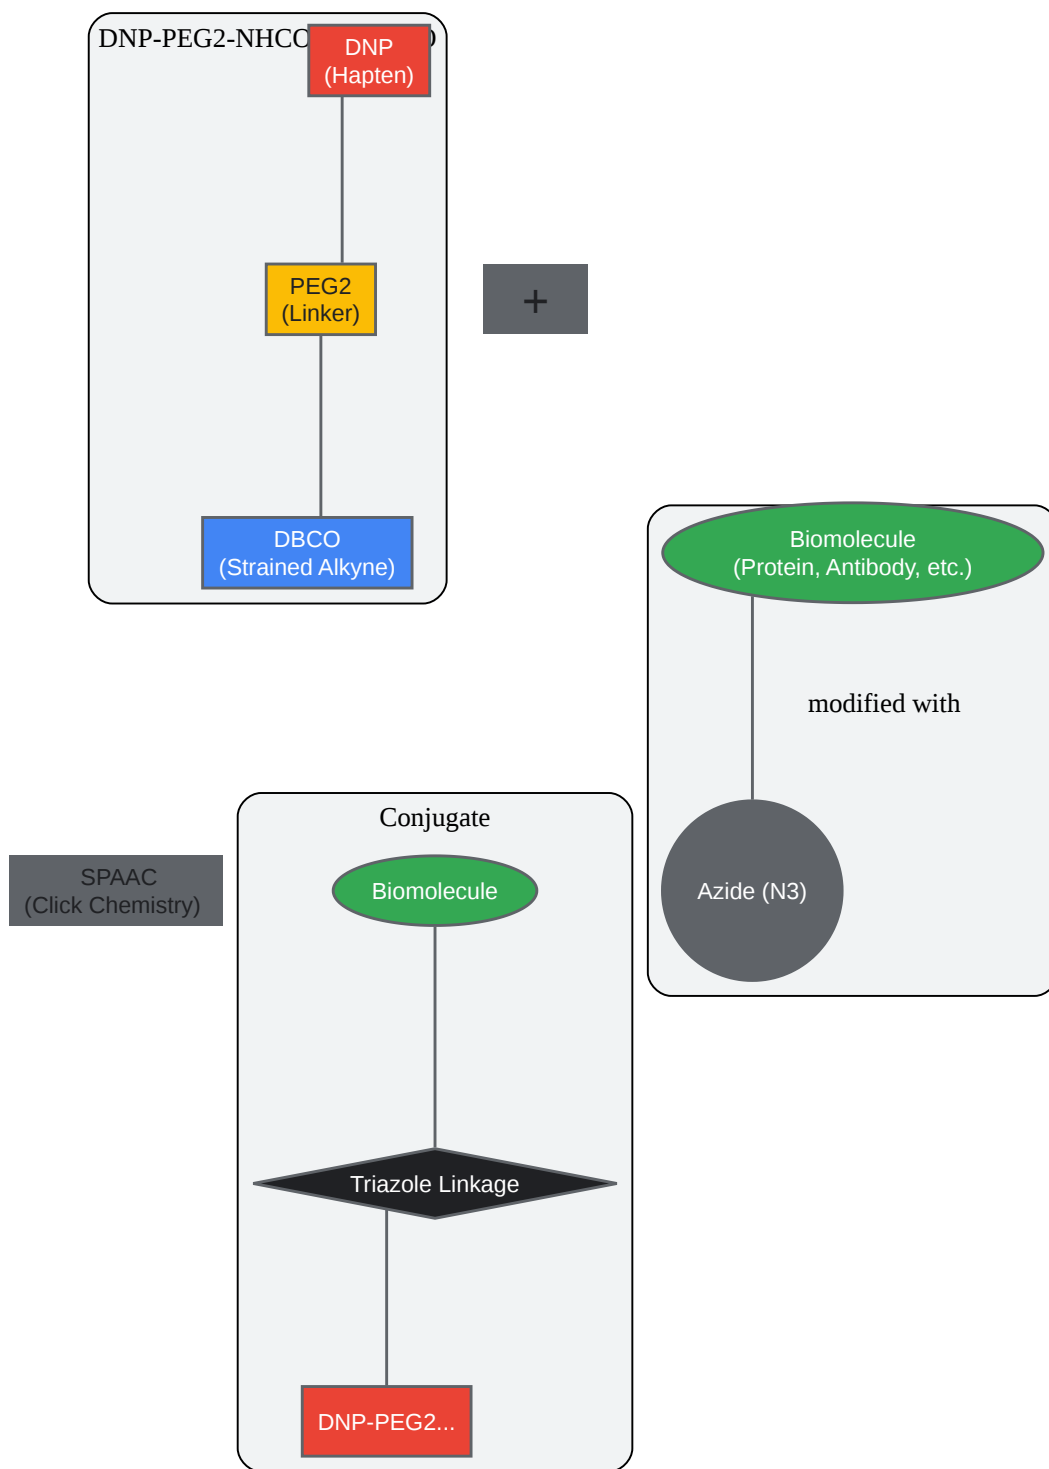 DNP-PEG2-NHCO
DNP
(Hapten)
PEG2
(Linker)
+
DBCO
(Strained Alkyne)
Biomolecule
(Protein, Antibody, etc.)
modified with
Azide (N3)
SPAAC
(Click Chemistry)
Conjugate
Biomolecule
Triazole Linkage
DNP-PEG2...